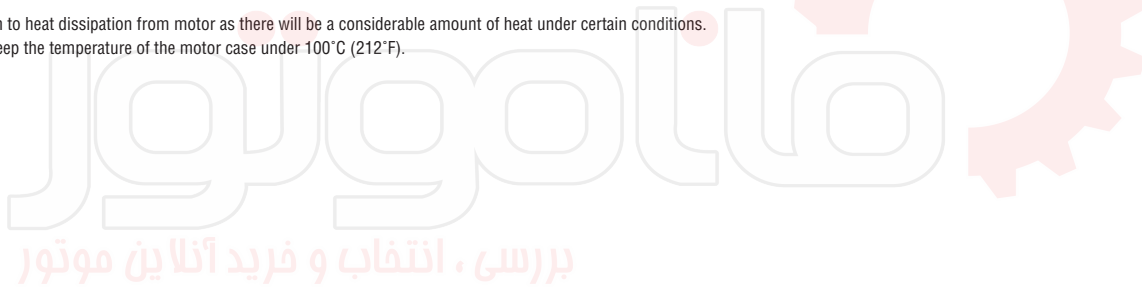 n to heat dissipation from motor as there will be a considerable amount of heat under certain conditions.
eep the temperature of the motor case under 100˚C (212˚F).
ماناموتور
بررسی ، انتخاب و خرید آنلاین موتور